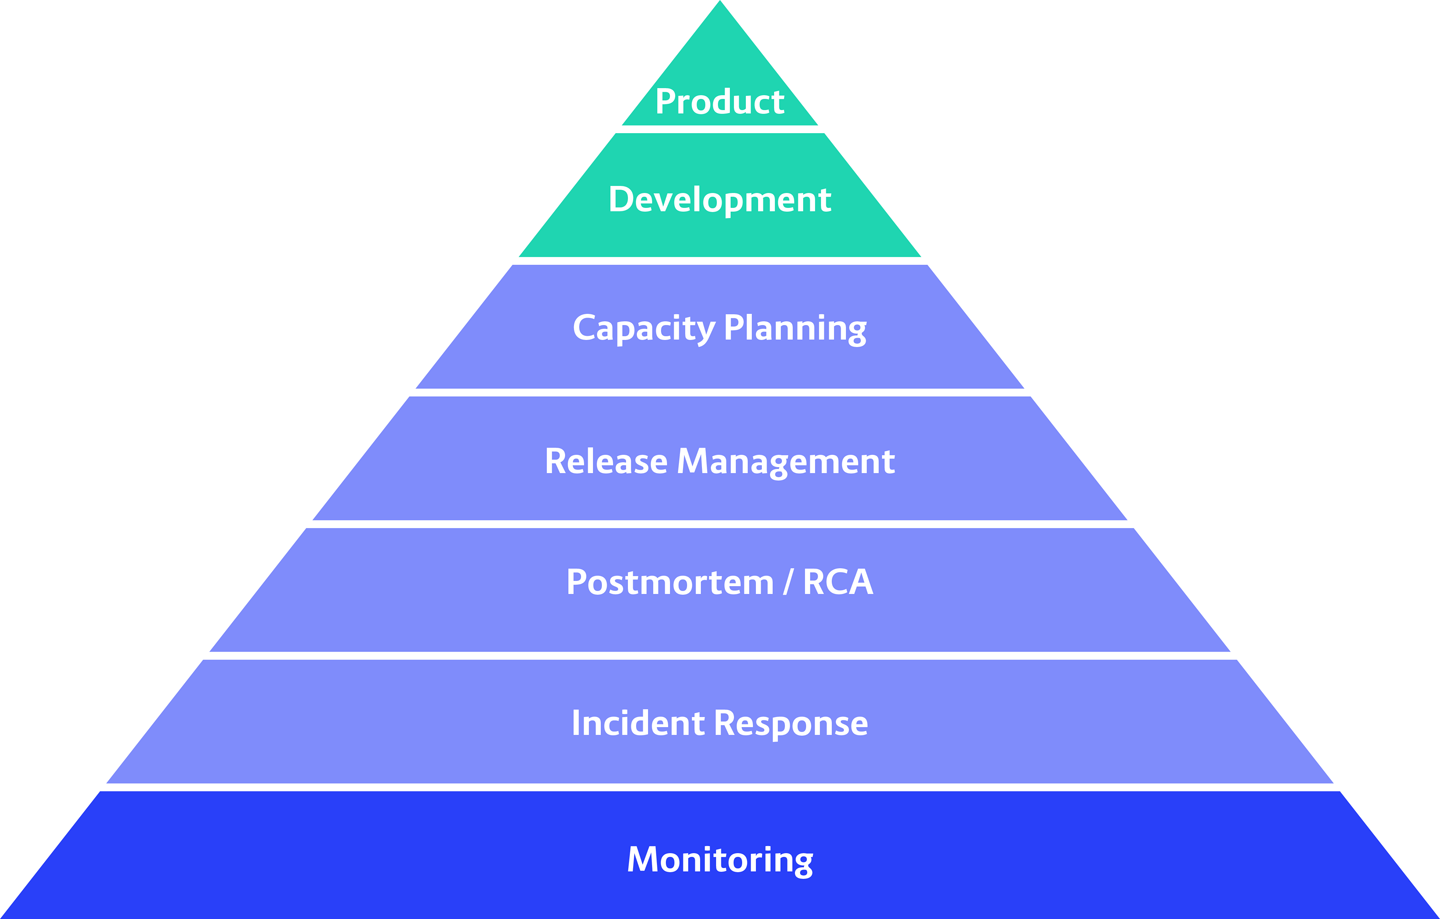 Product
Development
Capacity Planning
Release Management
Postmortem / RCA
Incident Response
Monitoring